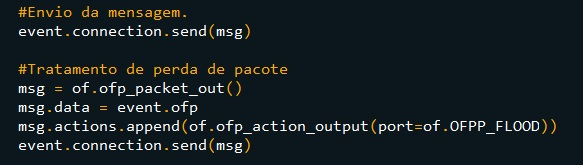 #Envio da mensagem.
event.connection.send(msg)
#Tratamento de perda de pacote
msg = of.ofp_packet_out()
msg.data = event.ofp
msg.actions.append(of.ofp_action_output(port=of.OFPP_FLOOD))
event.connection.send(msg)